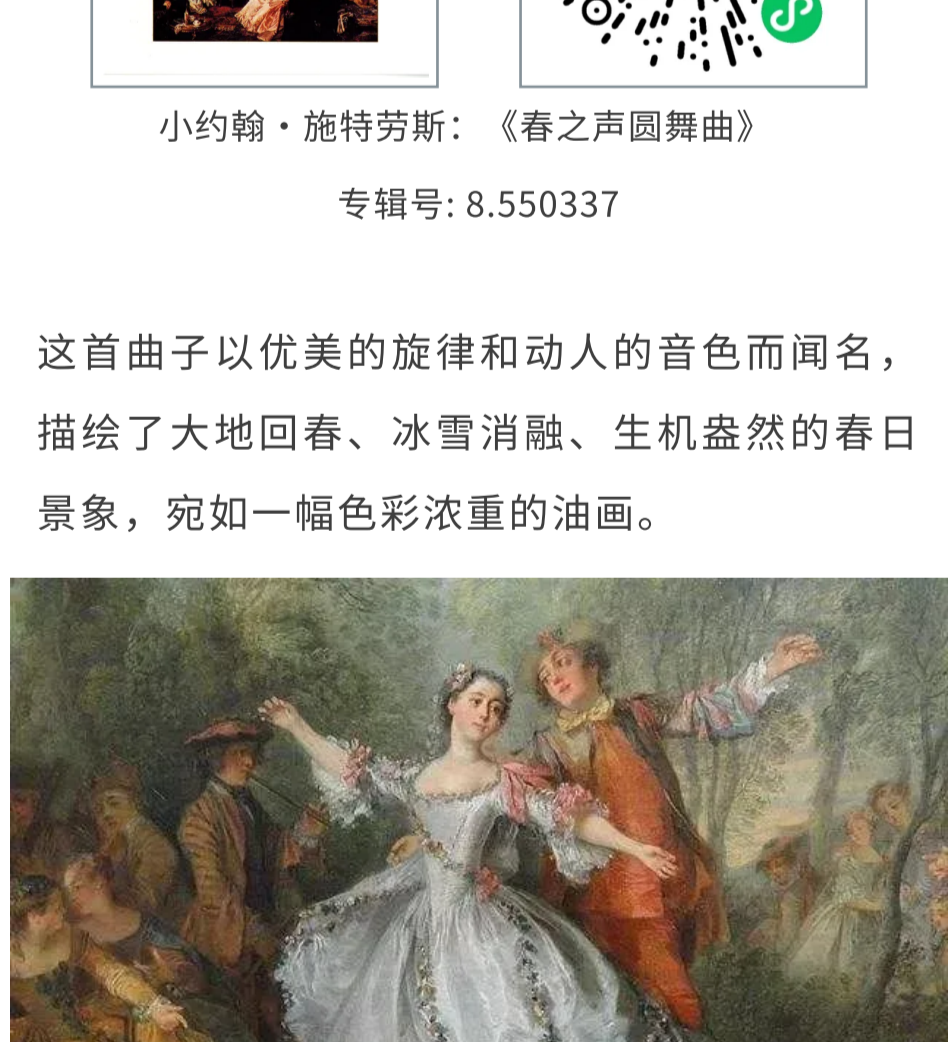 小约翰·施特劳斯：《春之声圆舞曲》
专辑号: 8.550337
这首曲子以优美的旋律和动人的音色而闻名，
描绘了大地回春、冰雪消融、生机盎然的春日
景象，宛如一幅色彩浓重的油画。